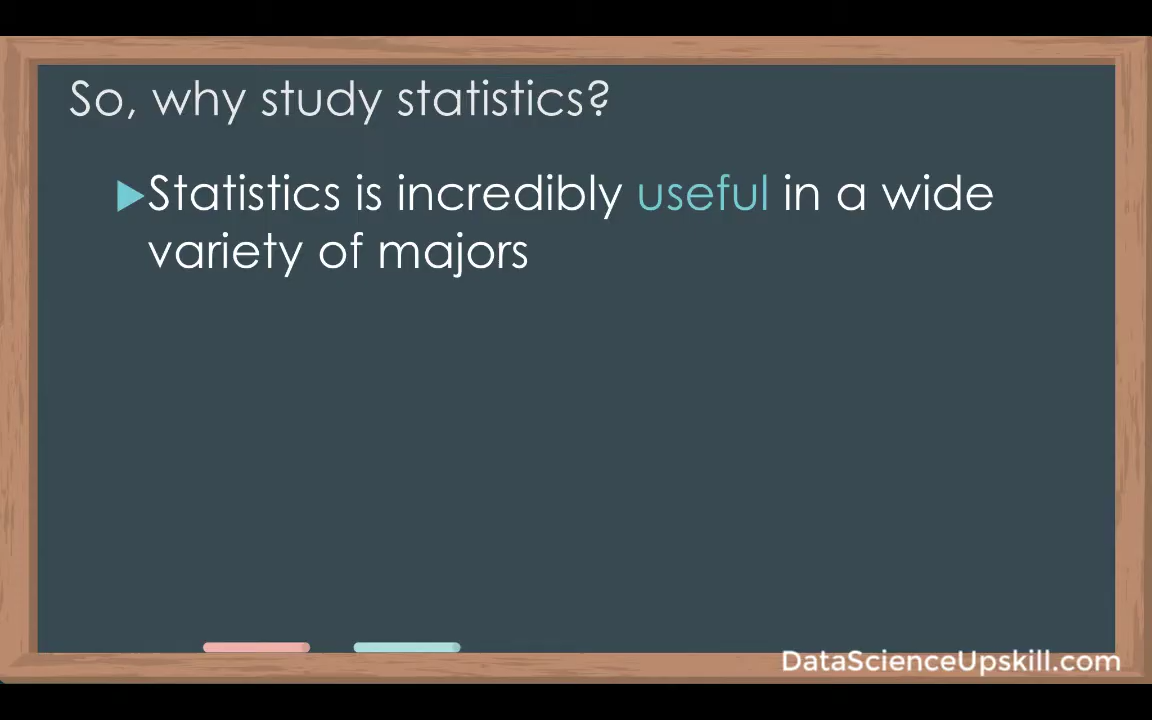 So, why study statistics?
Statistics is incredibly useful in a wide
variety of majors
DataScienceUpskill.com